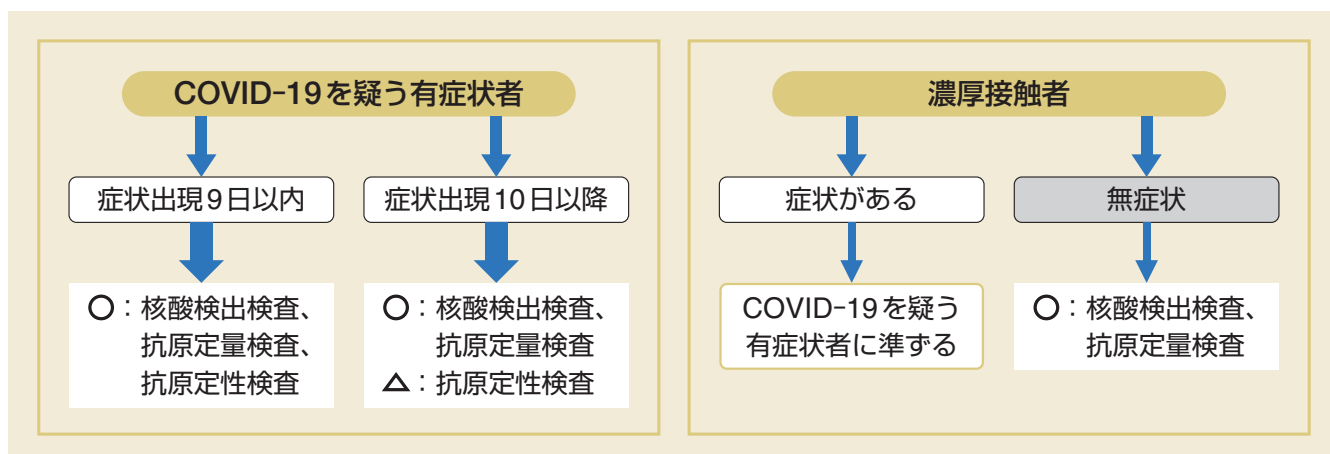 COVID-19を疑う有症状者
症状出現9日以内
○：核酸検出検査、
抗原定量検査、
抗原定性検査
症状出現10日以降
○：核酸検出検査、
抗原定量検査
△：抗原定性検査
濃厚接触者
症状がある
COVID-19を疑う
有症状者に準ずる
無症状
○：核酸検出検査、
抗原定量検査